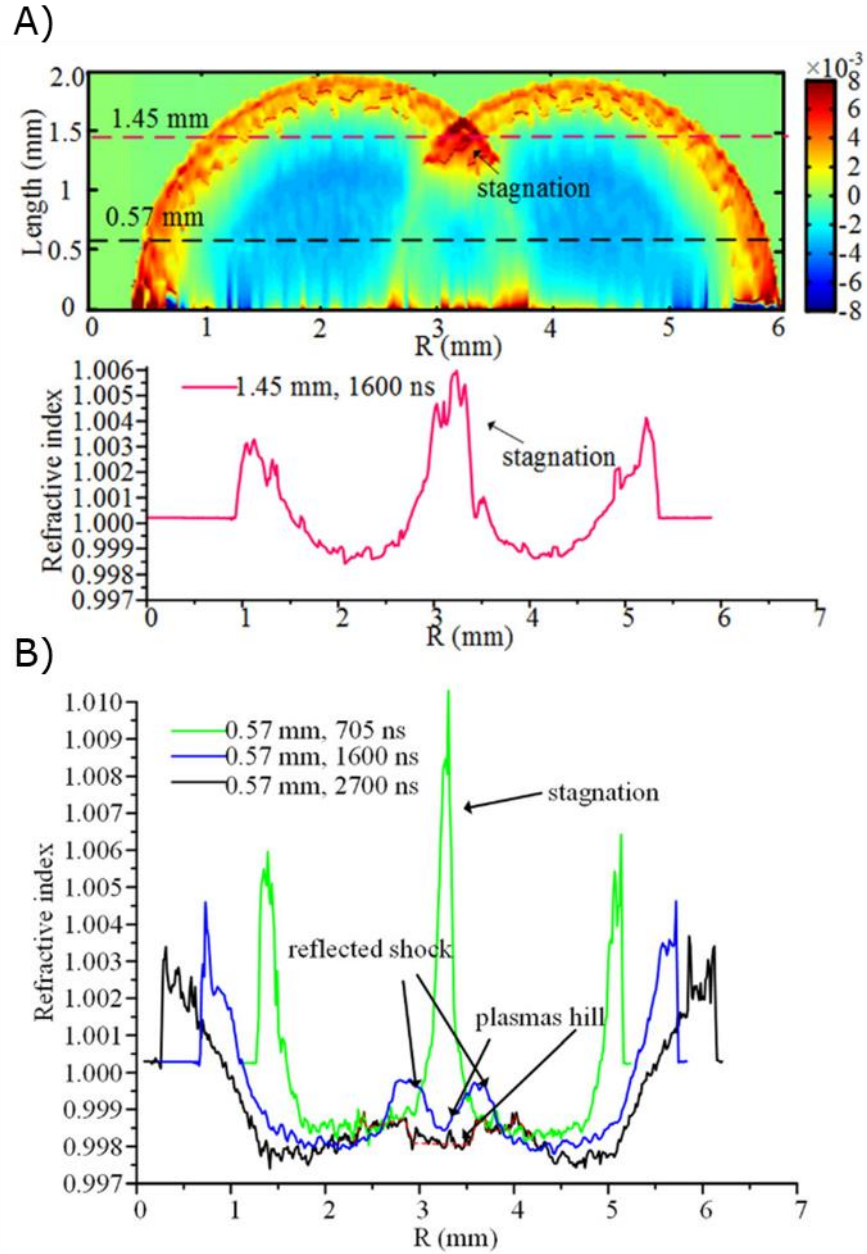 A)
×10⁻³
2.0
1.5
1
0.5
0
Length (mm)
1.45 mm
0.57 mm
stagnation
8
6
4
2
0
-2
-4
-6
-8
0 1 2 3 4 5 6
R (mm)
1.006
1.005
1.004
1.003
1.002
1.001
1.000
0.999
0.998
0.997
Refractive index
1.45 mm, 1600 ns
stagnation
0 1 2 3 4 5 6 7
R (mm)
B)
1.010
1.009
1.008
1.007
1.006
1.005
1.004
1.003
1.002
1.001
1.000
0.999
0.998
0.997
Refractive index
0.57 mm, 705 ns
0.57 mm, 1600 ns
0.57 mm, 2700 ns
stagnation
reflected shock
plasmas hill
0 1 2 3 4 5 6 7
R (mm)